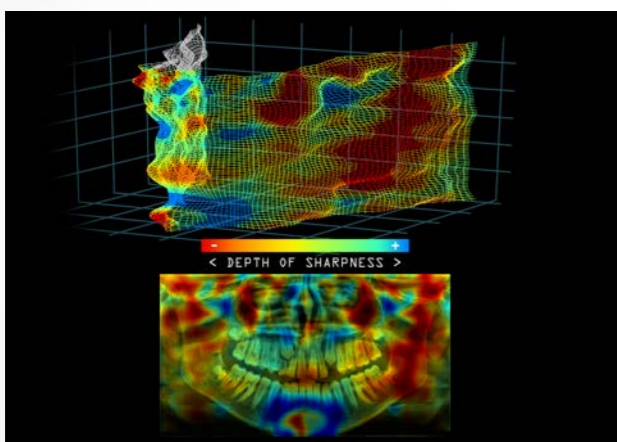 - +
< DEPTH OF SHARPNESS >